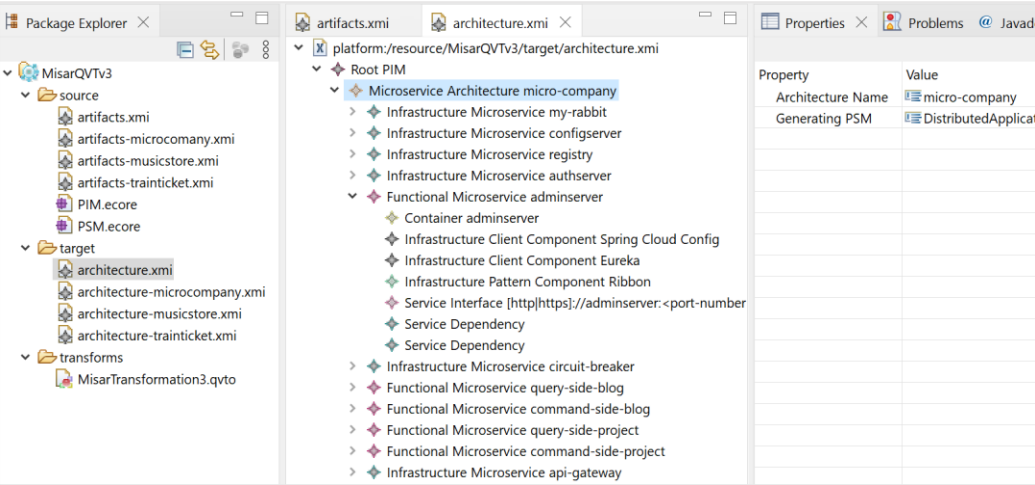 Package Explorer
MisarQVTv3
source
artifacts.xmi
artifacts-microcomany.xmi
artifacts-musicstore.xmi
artifacts-trainticket.xmi
PIM.ecore
PSM.ecore
target
architecture.xmi
architecture-microcompany.xmi
architecture-musicstore.xmi
architecture-trainticket.xmi
transforms
MisarTransformation3.qvto
artifacts.xmi architecture.xmi
platform:/resource/MisarQVTv3/target/architecture.xmi
Root PIM
Microservice Architecture micro-company
Infrastructure Microservice my-rabbit
Infrastructure Microservice configserver
Infrastructure Microservice registry
Infrastructure Microservice authserver
Functional Microservice adminserver
Container adminserver
Infrastructure Client Component Spring Cloud Config
Infrastructure Client Component Eureka
Infrastructure Pattern Component Ribbon
Service Interface [http|https]://adminserver:<port-number
Service Dependency
Service Dependency
Infrastructure Microservice circuit-breaker
Functional Microservice query-side-blog
Functional Microservice command-side-blog
Functional Microservice query-side-project
Functional Microservice command-side-project
Infrastructure Microservice api-gateway
Properties Problems @ Javad
Property Value
Architecture Name micro-company
Generating PSM DistributedApplicat